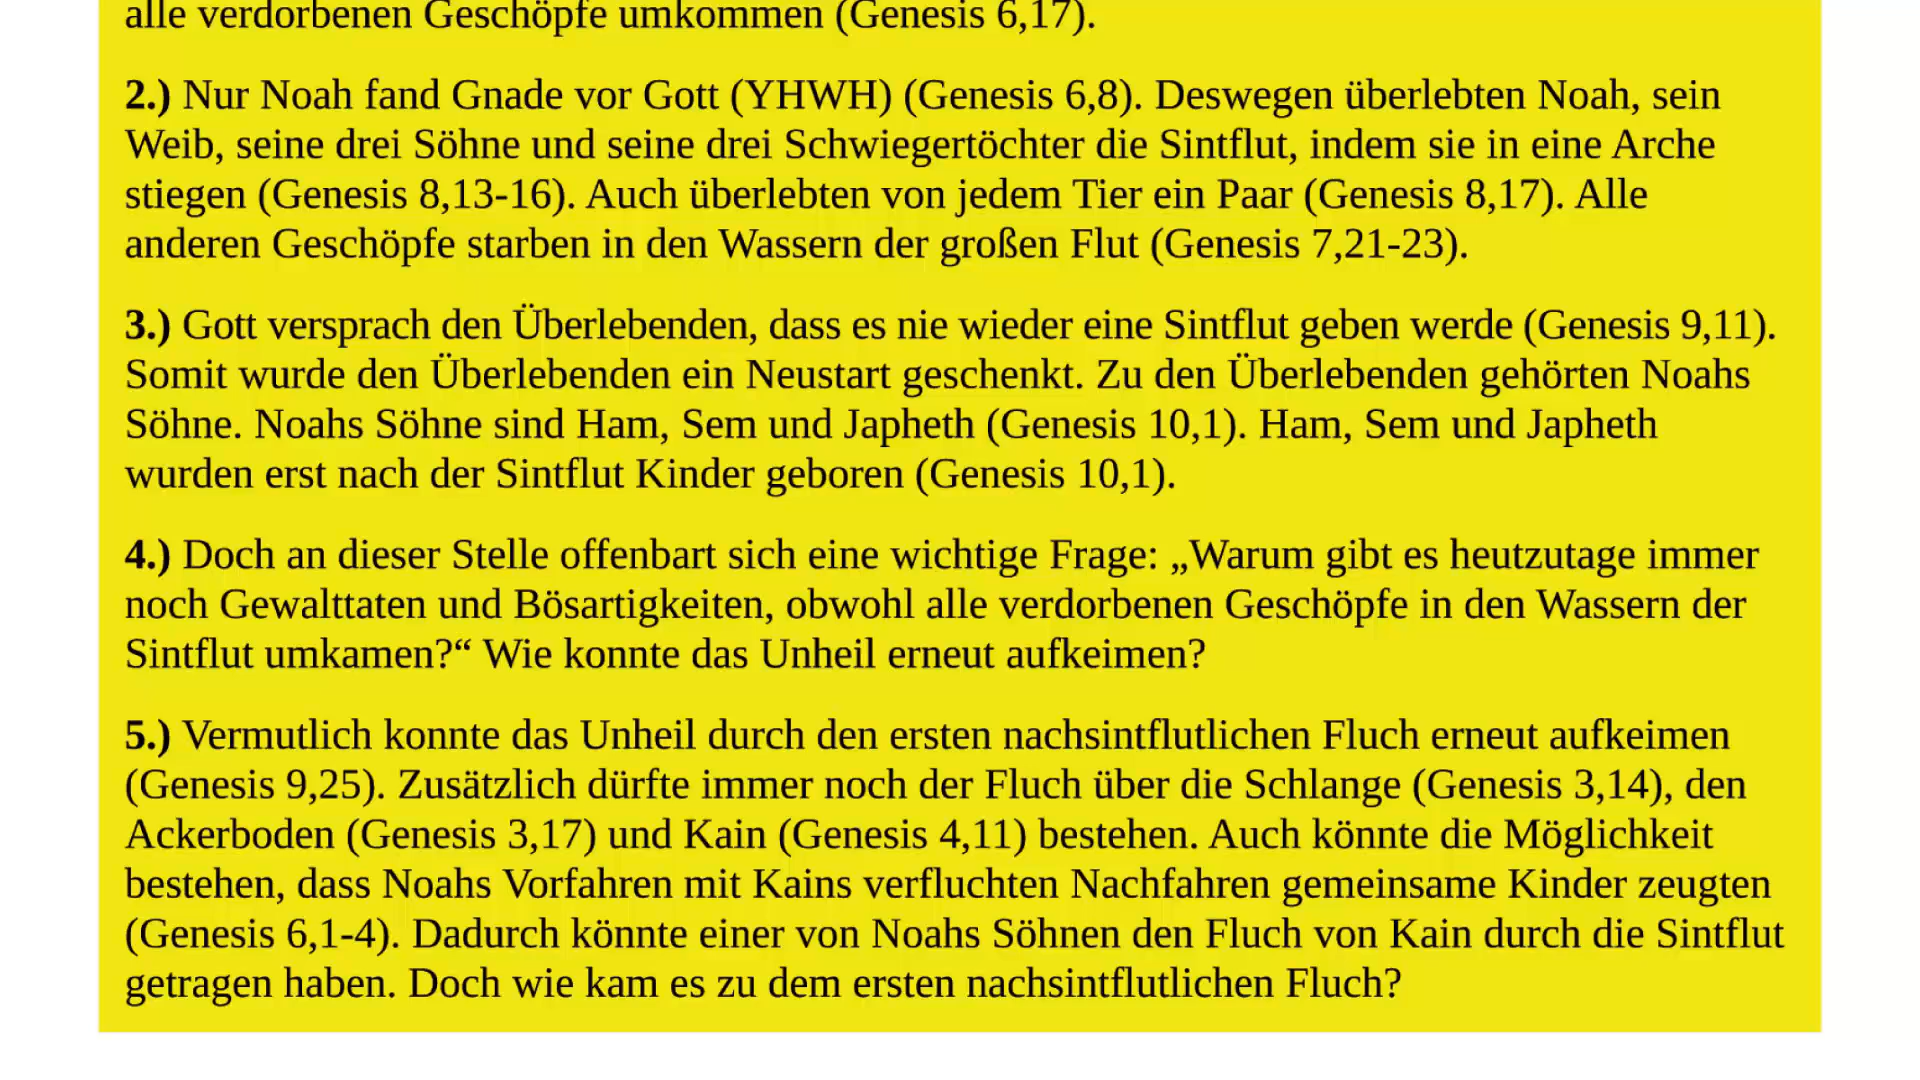 alle verdorbenen Geschöpfe umkommen (Genesis 6,17).
2.) Nur Noah fand Gnade vor Gott (YHWH) (Genesis 6,8). Deswegen überlebten Noah, sein
Weib, seine drei Söhne und seine drei Schwiegertöchter die Sintflut, indem sie in eine Arche
stiegen (Genesis 8,13-16). Auch überlebten von jedem Tier ein Paar (Genesis 8,17). Alle
anderen Geschöpfe starben in den Wassern der großen Flut (Genesis 7,21-23).
3.) Gott versprach den Überlebenden, dass es nie wieder eine Sintflut geben werde (Genesis 9,11).
Somit wurde den Überlebenden ein Neustart geschenkt. Zu den Überlebenden gehörten Noahs
Söhne. Noahs Söhne sind Ham, Sem und Japheth (Genesis 10,1). Ham, Sem und Japheth
wurden erst nach der Sintflut Kinder geboren (Genesis 10,1).
4.) Doch an dieser Stelle offenbart sich eine wichtige Frage: „Warum gibt es heutzutage immer
noch Gewalttaten und Bösartigkeiten, obwohl alle verdorbenen Geschöpfe in den Wassern der
Sintflut umkamen?“ Wie konnte das Unheil erneut aufkeimen?
5.) Vermutlich konnte das Unheil durch den ersten nachsintflutlichen Fluch erneut aufkeimen
(Genesis 9,25). Zusätzlich dürfte immer noch der Fluch über die Schlange (Genesis 3,14), den
Ackerboden (Genesis 3,17) und Kain (Genesis 4,11) bestehen. Auch könnte die Möglichkeit
bestehen, dass Noahs Vorfahren mit Kains verfluchten Nachfahren gemeinsame Kinder zeugten
(Genesis 6,1-4). Dadurch könnte einer von Noahs Söhnen den Fluch von Kain durch die Sintflut
getragen haben. Doch wie kam es zu dem ersten nachsintflutlichen Fluch?